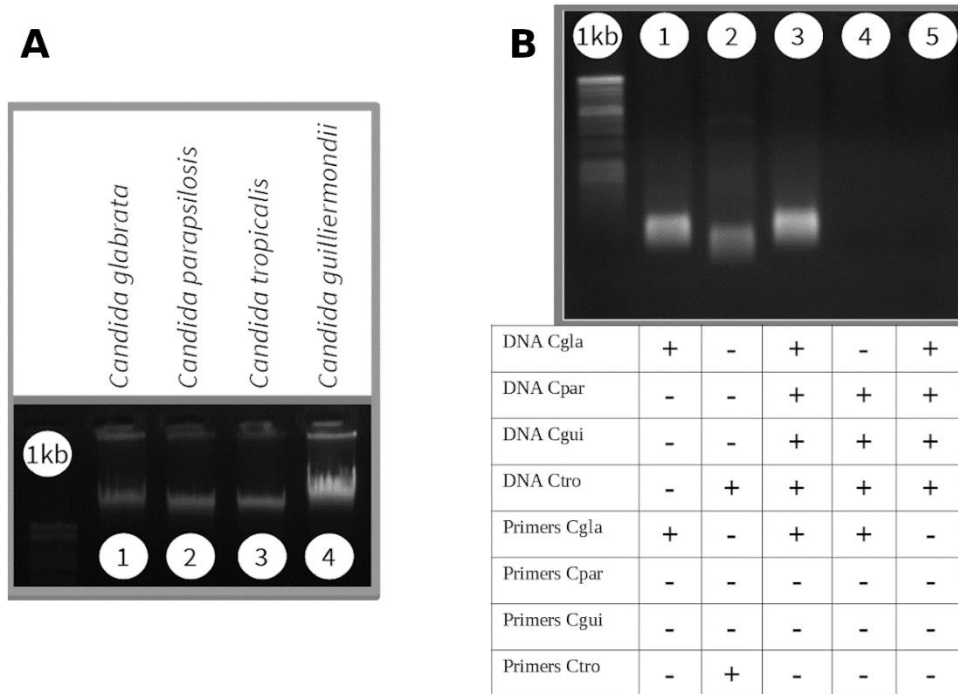 A
Candida glabrata
Candida parapsilosis
Candida tropicalis
Candida guilliermondii
1kb
1 2 3 4
B
1kb 1 2 3 4 5
DNA Cgla + - + - +
DNA Cpar - - + + +
DNA Cgui - - + + +
DNA Ctro - + + + +
Primers Cgla + - + + -
Primers Cpar - - - - -
Primers Cgui - - - - -
Primers Ctro - + - - -